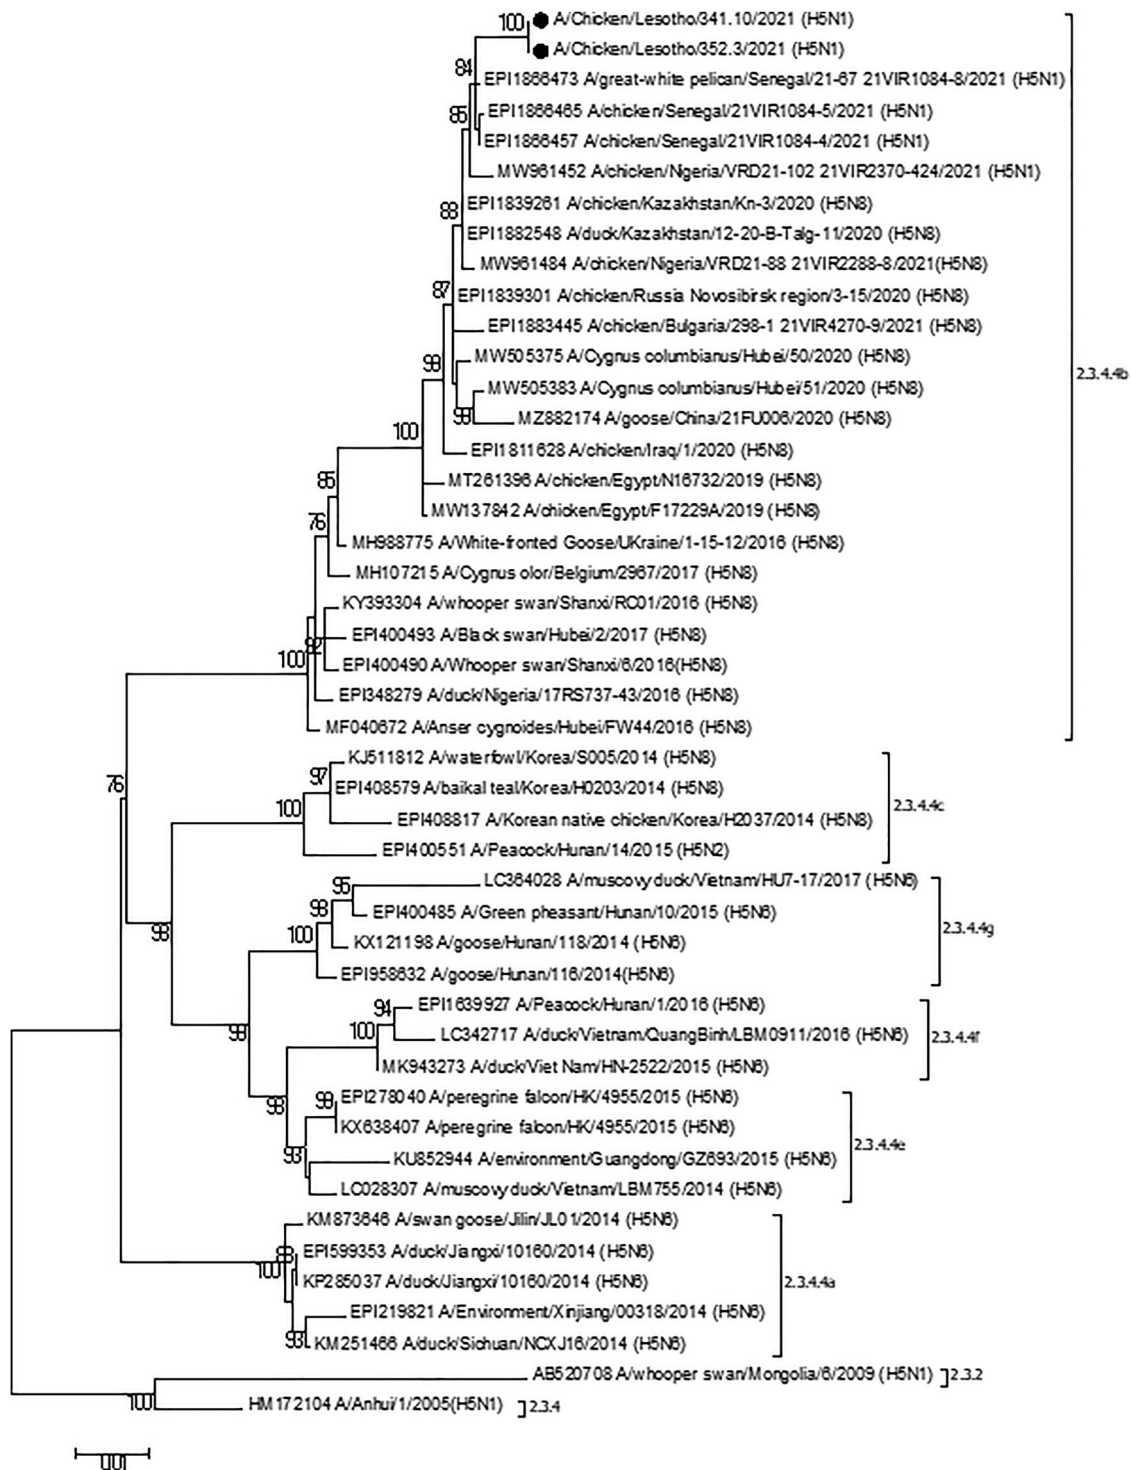 100
A/Chicken/Lesotho/341.10/2021 (H5N1)
A/Chicken/Lesotho/352.3/2021 (H5N1)
84
EPI1866473 A/great-white pelican/Senegal/21-67 21VIR1084-8/2021 (H5N1)
85
EPI1866465 A/chicken/Senegal/21VIR1084-5/2021 (H5N1)
EPI1866457 A/chicken/Senegal/21VIR1084-4/2021 (H5N1)
MW961452 A/chicken/Nigeria/VRD21-102 21VIR2370-424/2021 (H5N1)
88
EPI1839261 A/chicken/Kazakhstan/Kn-3/2020 (H5N8)
EPI1882548 A/duck/Kazakhstan/12-20-B-Talg-11/2020 (H5N8)
MW961484 A/chicken/Nigeria/VRD21-88 21VIR2288-8/2021(H5N8)
87
EPI1839301 A/chicken/Russia Novosibirsk region/3-15/2020 (H5N8)
EPI1883445 A/chicken/Bulgaria/298-1 21VIR4270-9/2021 (H5N8)
98
MW505375 A/Cygnus columbianus/Hubei/50/2020 (H5N8)
2.3.4.4b
MW505383 A/Cygnus columbianus/Hubei/51/2020 (H5N8)
MZ882174 A/goose/China/21FU006/2020 (H5N8)
100
EPI1811628 A/chicken/Iraq/1/2020 (H5N8)
85
MT261396 A/chicken/Egypt/N16732/2019 (H5N8)
MW137842 A/chicken/Egypt/F17229A/2019 (H5N8)
76
MH988775 A/White-fronted Goose/UKraine/1-15-12/2016 (H5N8)
MH107215 A/Cygnus olor/Belgium/2967/2017 (H5N8)
KY393304 A/whooper swan/Shanxi/RC01/2016 (H5N8)
EPI400493 A/Black swan/Hubei/2/2017 (H5N8)
100
EPI400490 A/Whooper swan/Shanxi/6/2016(H5N8)
EPI348279 A/duck/Nigeria/17RS737-43/2016 (H5N8)
MF040672 A/Anser cygnoides/Hubei/FW44/2016 (H5N8)
KJ511812 A/waterfowl/Korea/S005/2014 (H5N8)
76
97
EPI408579 A/baikal teal/Korea/H0203/2014 (H5N8)
100
2.3.4.4c
EPI408817 A/Korean native chicken/Korea/H2037/2014 (H5N8)
EPI400551 A/Peacock/Hunan/14/2015 (H5N2)
95
LC364028 A/muscovy duck/Vietnam/HU7-17/2017 (H5N6)
98
EPI400485 A/Green pheasant/Hunan/10/2015 (H5N6)
98
100
2.3.4.4g
KX121198 A/goose/Hunan/118/2014 (H5N6)
EPI958632 A/goose/Hunan/116/2014(H5N6)
94
EPI1639927 A/Peacock/Hunan/1/2016 (H5N6)
98
100
LC342717 A/duck/Vietnam/QuangBinh/LBM0911/2016 (H5N6)
2.3.4.4f
MK943273 A/duck/Viet Nam/HN-2522/2015 (H5N6)
98
98
EPI278040 A/peregrine falcon/HK/4955/2015 (H5N6)
KX638407 A/peregrine falcon/HK/4955/2015 (H5N6)
2.3.4.4e
93
KU852944 A/environment/Guangdong/GZ693/2015 (H5N6)
LC028307 A/muscovy duck/Vietnam/LBM755/2014 (H5N6)
KM873646 A/swan goose/Jilin/JL01/2014 (H5N6)
EPI599353 A/duck/Jiangxi/10160/2014 (H5N6)
100
KP285037 A/duck/Jiangxi/10160/2014 (H5N6)
2.3.4.4a
EPI219821 A/Environment/Xinjiang/00318/2014 (H5N6)
93
KM251466 A/duck/Sichuan/NCXJ16/2014 (H5N6)
AB520708 A/whooper swan/Mongolia/6/2009 (H5N1)
2.3.2
100
HM172104 A/Anhui/1/2005(H5N1)
2.3.4
0.01